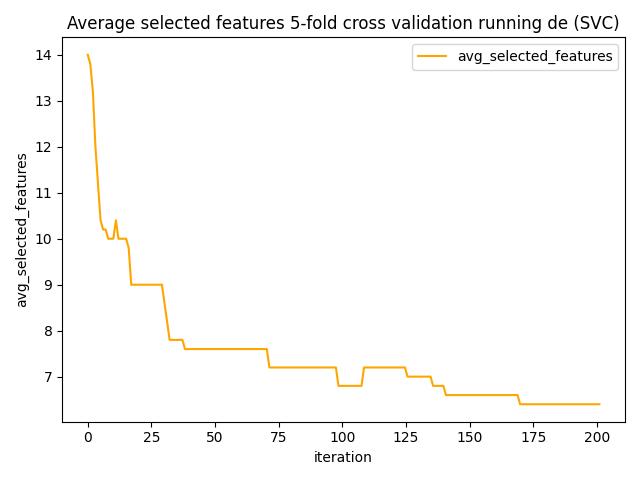 Average selected features 5-fold cross validation running de (SVC)
avg_selected_features
14
13
12
11
10
9
8
7
avg_selected_features
0 25 50 75 100 125 150 175 200
iteration